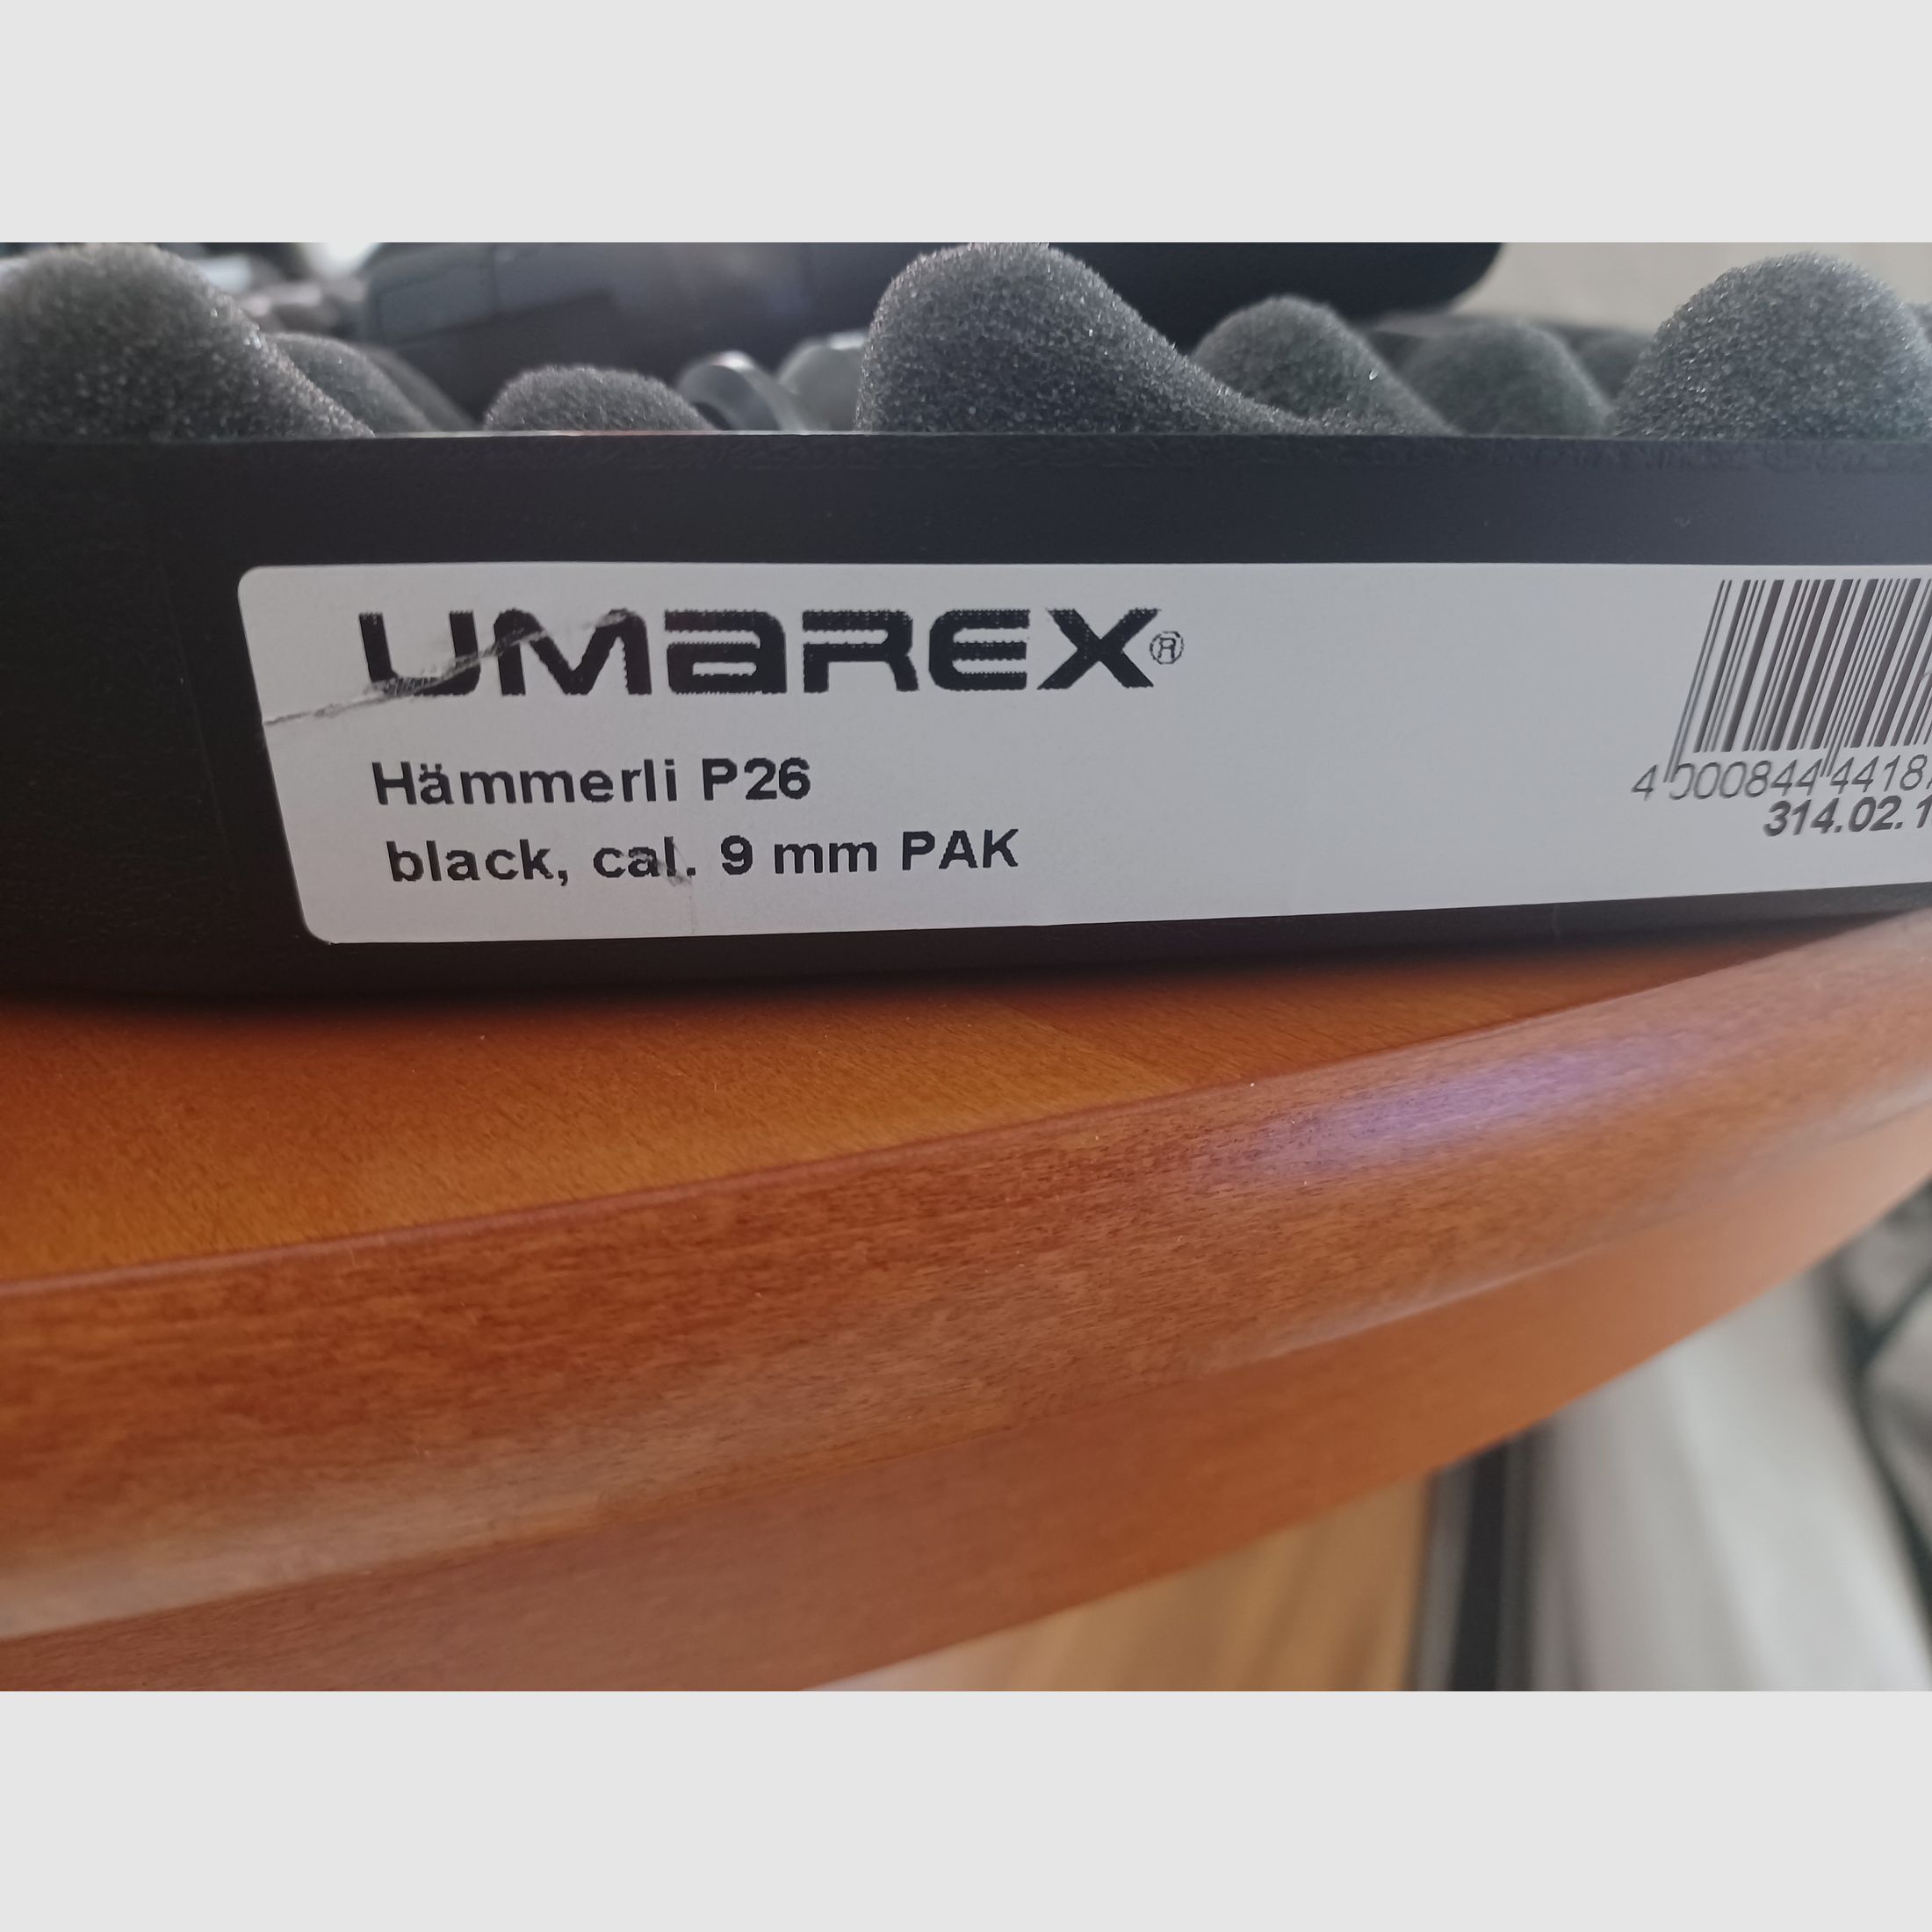 UMAREX®
Hämmerli P26
black, cal. 9 mm PAK
4 000844 4418
314.02.1